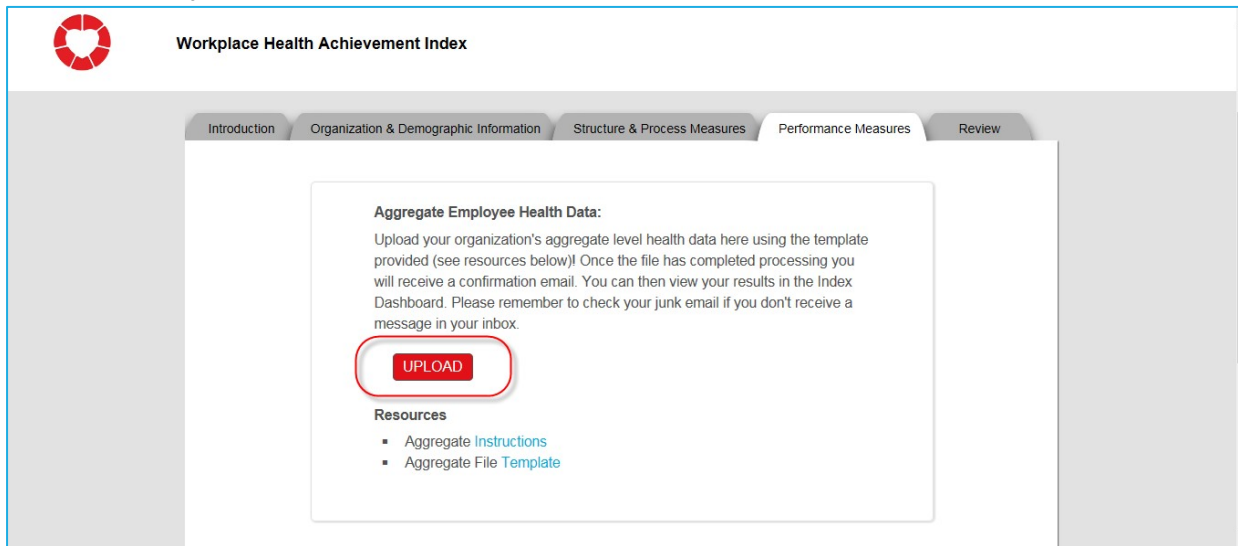 Workplace Health Achievement Index
Introduction
Organization & Demographic Information
Structure & Process Measures
Performance Measures
Review
Aggregate Employee Health Data:
Upload your organization's aggregate level health data here using the template
provided (see resources below)! Once the file has completed processing you
will receive a confirmation email. You can then view your results in the Index
Dashboard. Please remember to check your junk email if you don't receive a
message in your inbox.
UPLOAD
Resources
▪ Aggregate Instructions
▪ Aggregate File Template